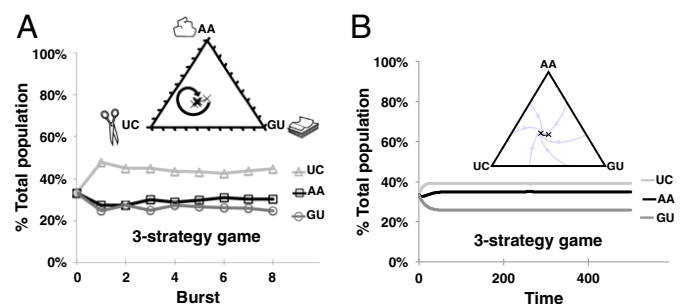 A
AA
100%
80%
60%
40%
20%
0%
% Total population
UC
GU
UC
AA
GU
3-strategy game
0
2
4
6
8
Burst
B
100%
80%
60%
40%
20%
0%
% Total population
AA
UC
GU
UC
AA
GU
3-strategy game
0
200
400
Time